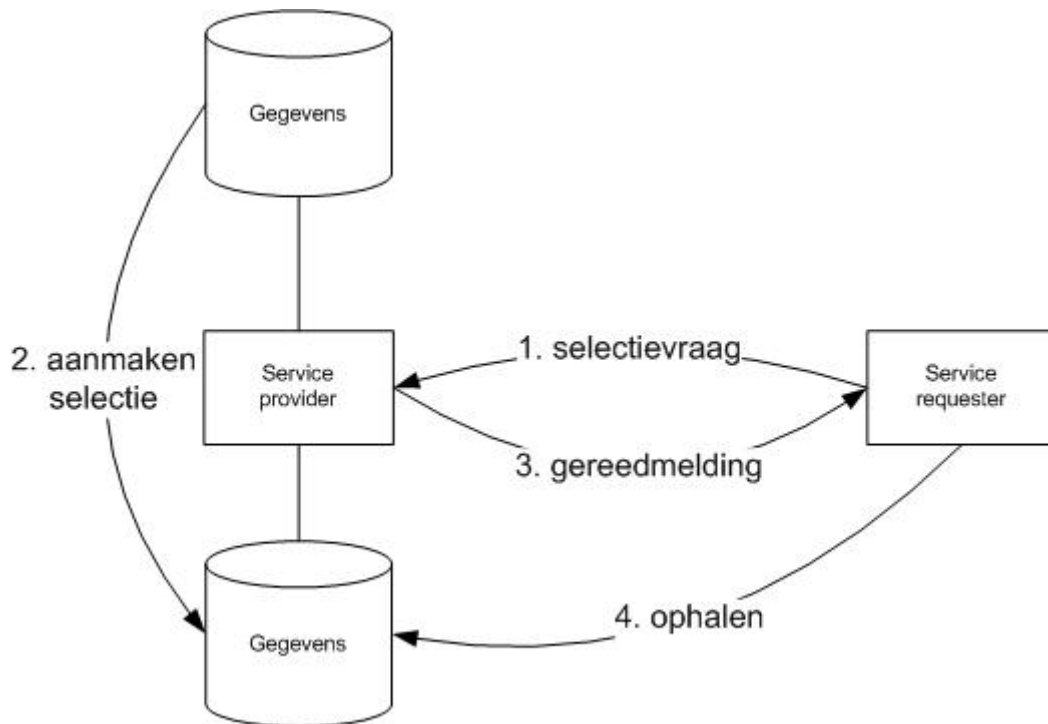 Gegevens
2. aanmaken
selectie
Service
provider
1. selectievraag
3. gereedmelding
Service
requester
Gegevens
4. ophalen